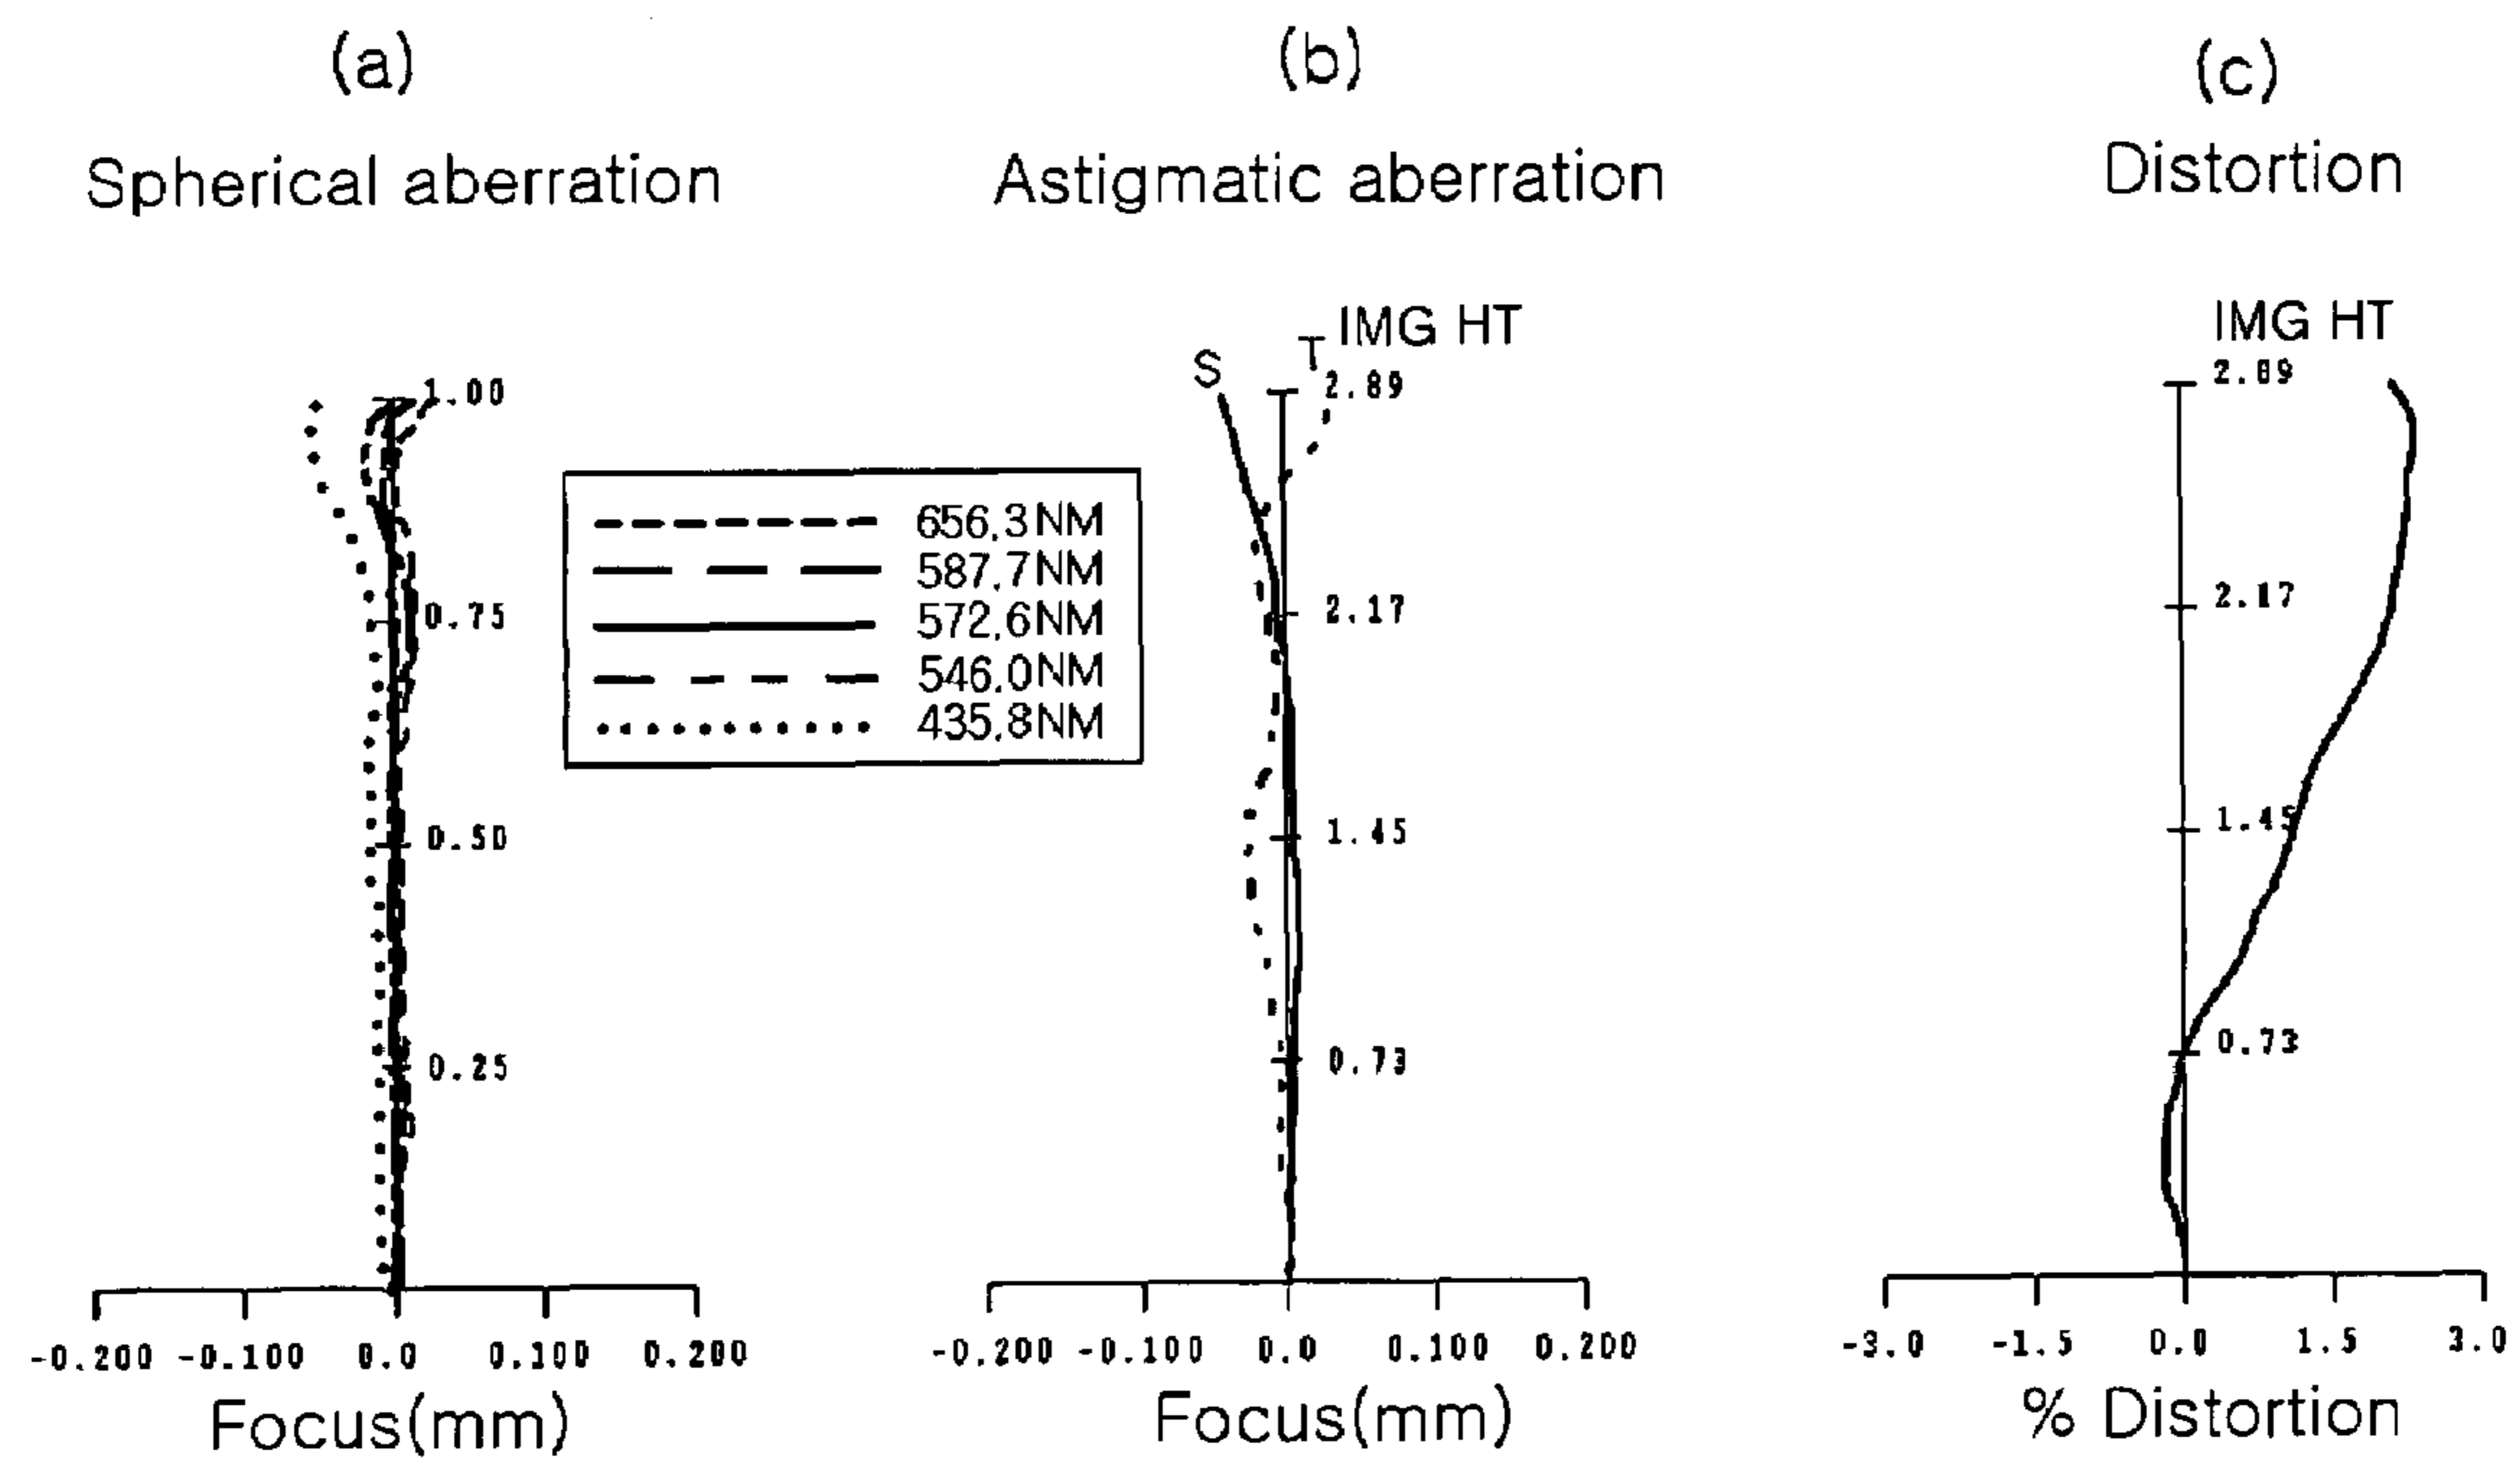 (a)
Spherical aberration
1.00
0.75
0.50
0.25
-0.200 -0.100 0.0 0.100 0.200
Focus(mm)
656.3NM
587.7NM
572.6NM
546.0NM
435.8NM
(b)
Astigmatic aberration
S T IMG HT
2.89
2.17
1.45
0.73
-0.200 -0.100 0.0 0.100 0.200
Focus(mm)
(c)
Distortion
IMG HT
2.89
2.17
1.45
0.73
-3.0 -1.5 0.0 1.5 3.0
% Distortion